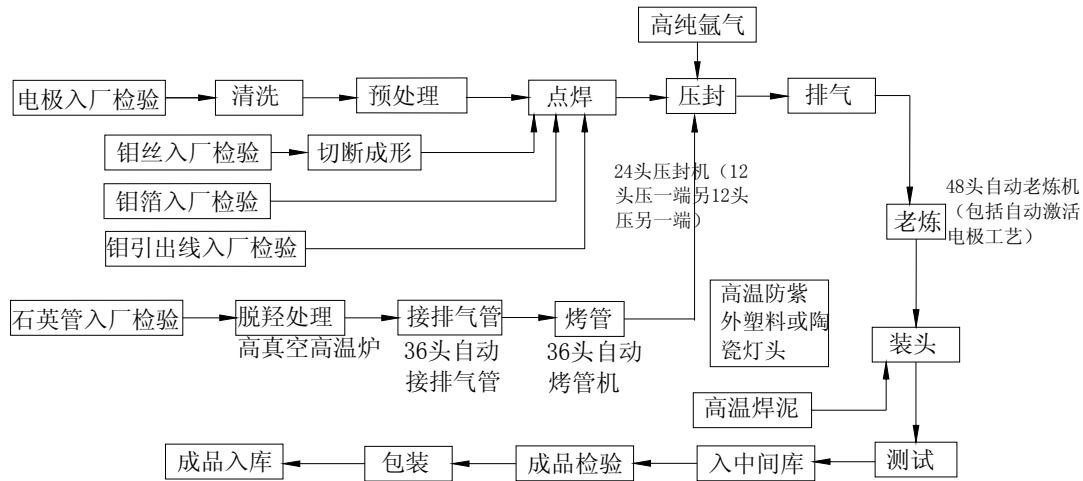 高纯氩气
电极入厂检验
清洗
预处理
点焊
压封
排气
钼丝入厂检验
切断成形
24头压封机（12
头压一端另12头
压另一端）
48头自动老炼机
（包括自动激活
电极工艺）
钼箔入厂检验
老炼
钼引出线入厂检验
石英管入厂检验
脱羟处理
高真空高温炉
接排气管
36头自动
接排气管
烤管
36头自动
烤管机
高温防紫
外塑料或陶
瓷灯头
装头
高温焊泥
成品入库
包装
成品检验
入中间库
测试